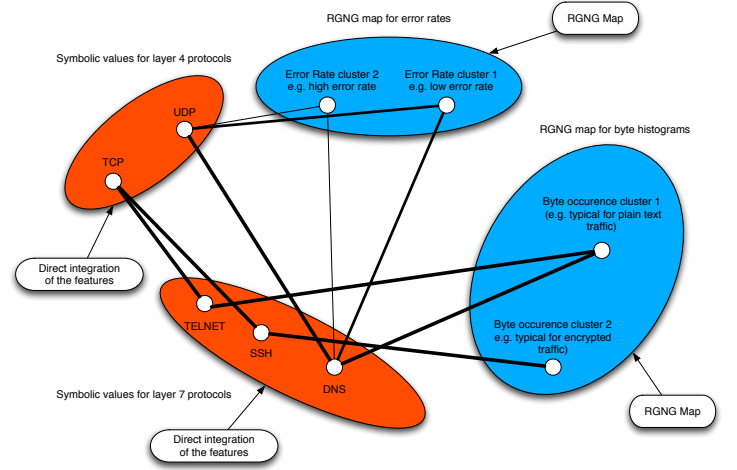 RGNG map for error rates
RGNG Map
Symbolic values for layer 4 protocols
Error Rate cluster 2
e.g. high error rate
Error Rate cluster 1
e.g. low error rate
UDP
RGNG map for byte histograms
TCP
Byte occurence cluster 1
(e.g. typical for plain text
traffic)
Direct integration
of the features
TELNET
SSH
Byte occurence cluster 2
e.g. typical for encrypted
traffic)
DNS
Symbolic values for layer 7 protocols
RGNG Map
Direct integration
of the features